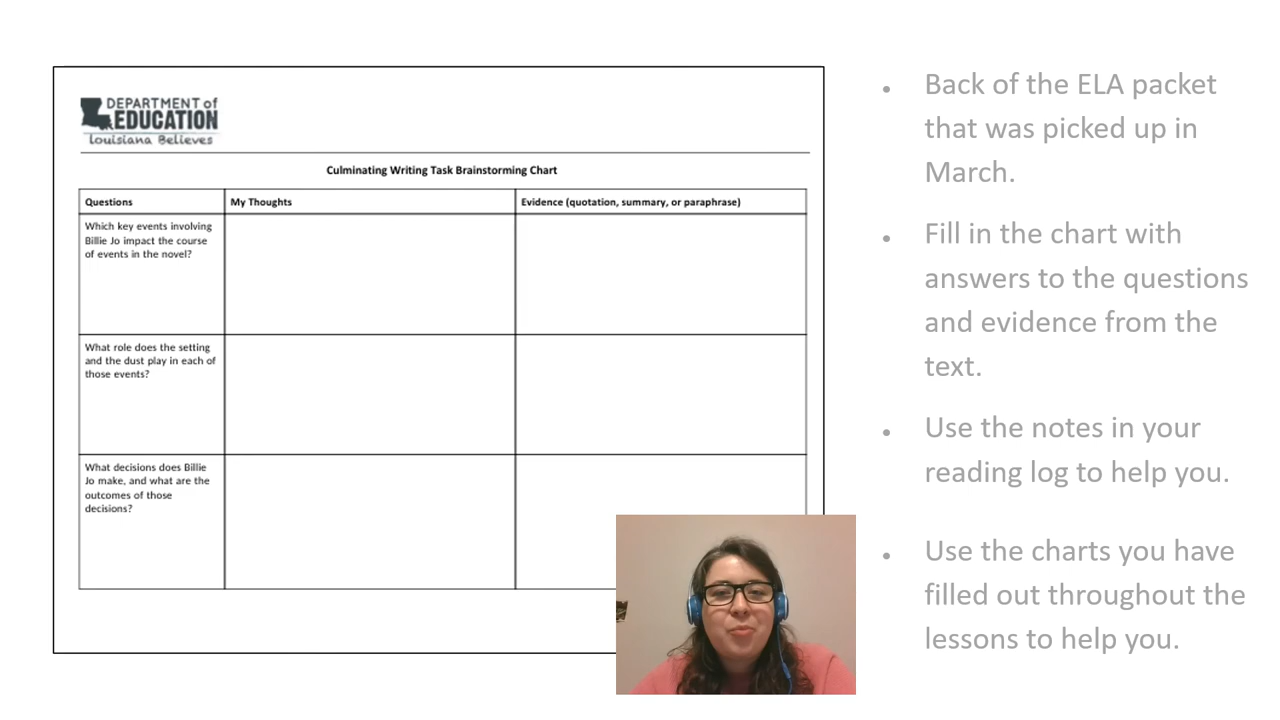 DEPARTMENT of
EDUCATION
Louisiana Believes
Culminating Writing Task Brainstorming Chart
Questions
My Thoughts
Evidence (quotation, summary, or paraphrase)
Which key events involving
Billie Jo impact the course
of events in the novel?
What role does the setting
and the dust play in each of
those events?
What decisions does Billie
Jo make, and what are the
outcomes of those
decisions?
• Back of the ELA packet
that was picked up in
March.
• Fill in the chart with
answers to the questions
and evidence from the
text.
• Use the notes in your
reading log to help you.
• Use the charts you have
filled out throughout the
lessons to help you.